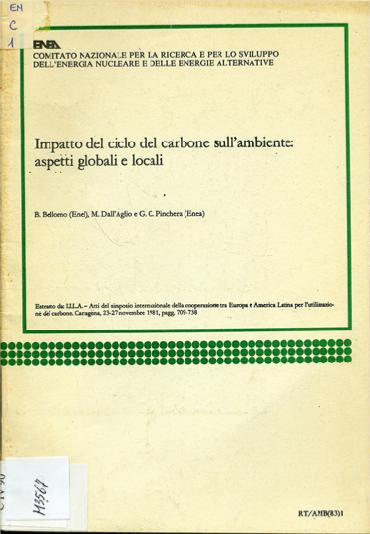 EN
C
1
ENEA
COMITATO NAZIONALE PER LA RICERCA E PER LO SVILUPPO
DELL'ENERGIA NUCLEARE E DELLE ENERGIE ALTERNATIVE
Impatto del ciclo del carbone sull'ambiente:
aspetti globali e locali
B. Bellomo (Enel), M. Dall'Aglio e G. C. Pinchera (Enea)
Estratto da: I.I.L.A. - Atti del simposio internazionale della cooperazione tra Europa e America Latina per l'utilizzazio-
ne del carbone. Caragena, 23-27 novembre 1981, pagg. 709-738
M3567
RT/AMB(83)1